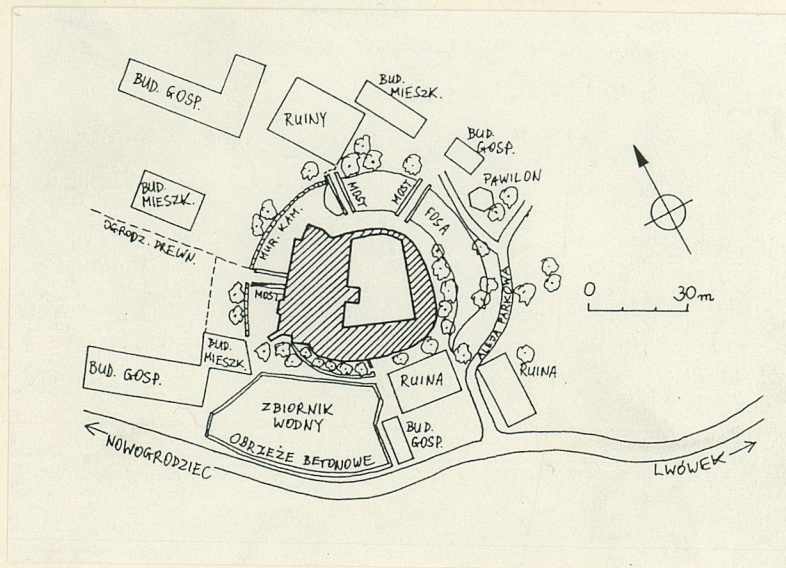 BUD. GOSP.
RUINY
BUD.
MIESZK.
BUD.
GOSP.
PAWILON
BUD.
MIESZK.
MOST
MOST
FOSA
MUR. KAM.
OGRODZ. DREWN.
MOST
ALEJA PARKOWA
0
30 m
BUD.
MIESZK.
BUD. GOSP.
RUINA
RUINA
ZBIORNIK
WODNY
OBRZEŻE BETONOWE
BUD.
GOSP.
NOWOGRODZIEC
LWÓWEK